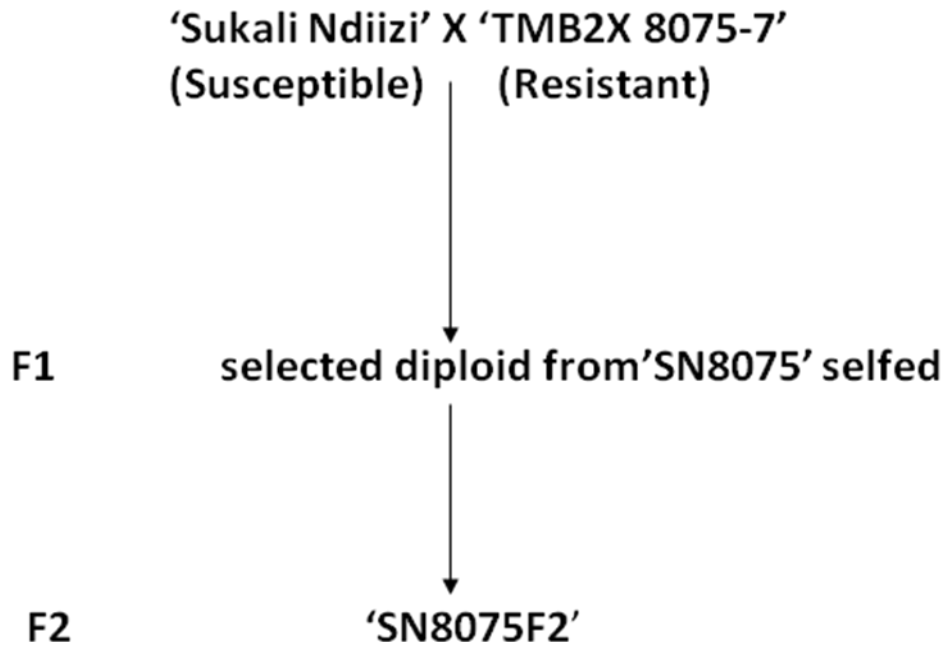 ‘Sukali Ndiizi’ X ‘TMB2X 8075-7’
(Susceptible) (Resistant)
F1 selected diploid from’SN8075’ selfed
F2 ‘SN8075F2’